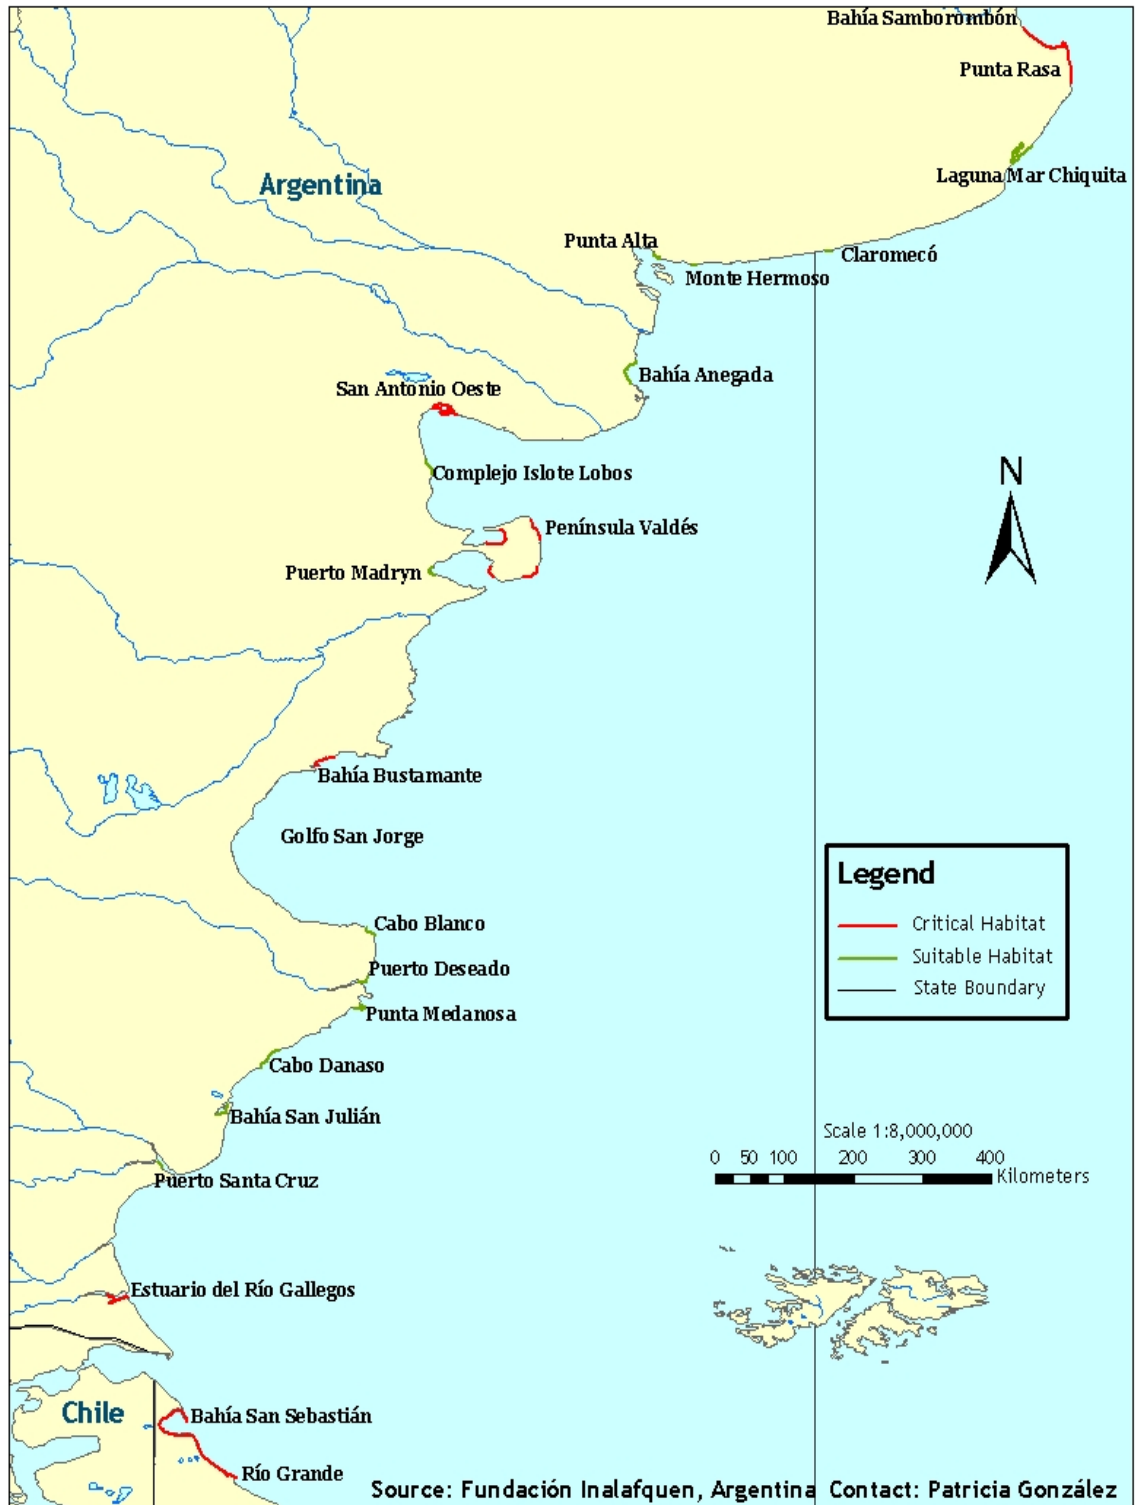 Bahía Samborombón
Punta Rasa
Laguna Mar Chiquita
Argentina
Punta Alta
Claromecó
Monte Hermoso
Bahía Anegada
San Antonio Oeste
Complejo Islote Lobos
N
Península Valdés
Puerto Madryn
Bahía Bustamante
Golfo San Jorge
Legend
Critical Habitat
Suitable Habitat
State Boundary
Cabo Blanco
Puerto Deseado
Punta Medanosa
Cabo Danaso
Bahía San Julián
Scale 1:8,000,000
0 50 100 200 300 400
Kilometers
Puerto Santa Cruz
Estuario del Río Gallegos
Chile
Bahía San Sebastián
Río Grande
Source: Fundación Inalafquen, Argentina Contact: Patricia González